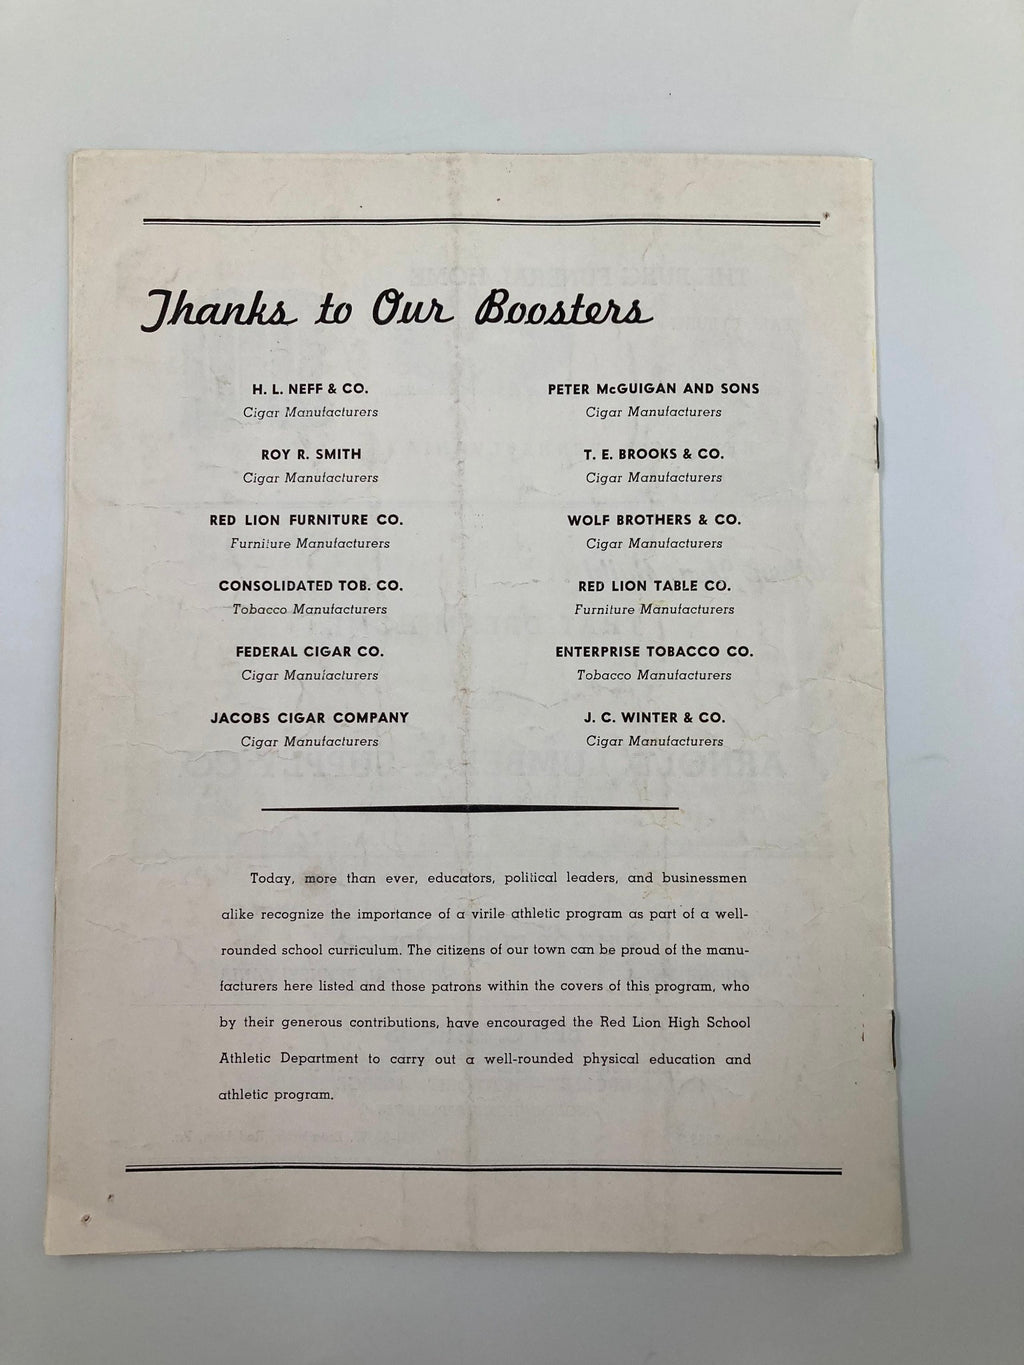 Thanks to Our Boosters
H. L. NEFF & CO.
Cigar Manufacturers
ROY R. SMITH
Cigar Manufacturers
RED LION FURNITURE CO.
Furniture Manufacturers
CONSOLIDATED TOB. CO.
Tobacco Manufacturers
FEDERAL CIGAR CO.
Cigar Manufacturers
JACOBS CIGAR COMPANY
Cigar Manufacturers
PETER McGUIGAN AND SONS
Cigar Manufacturers
T. E. BROOKS & CO.
Cigar Manufacturers
WOLF BROTHERS & CO.
Cigar Manufacturers
RED LION TABLE CO.
Furniture Manufacturers
ENTERPRISE TOBACCO CO.
Tobacco Manufacturers
J. C. WINTER & CO.
Cigar Manufacturers
Today, more than ever, educators, political leaders, and businessmen
alike recognize the importance of a virile athletic program as part of a well-
rounded school curriculum. The citizens of our town can be proud of the manu-
facturers here listed and those patrons within the covers of this program, who
by their generous contributions, have encouraged the Red Lion High School
Athletic Department to carry out a well-rounded physical education and
athletic program.